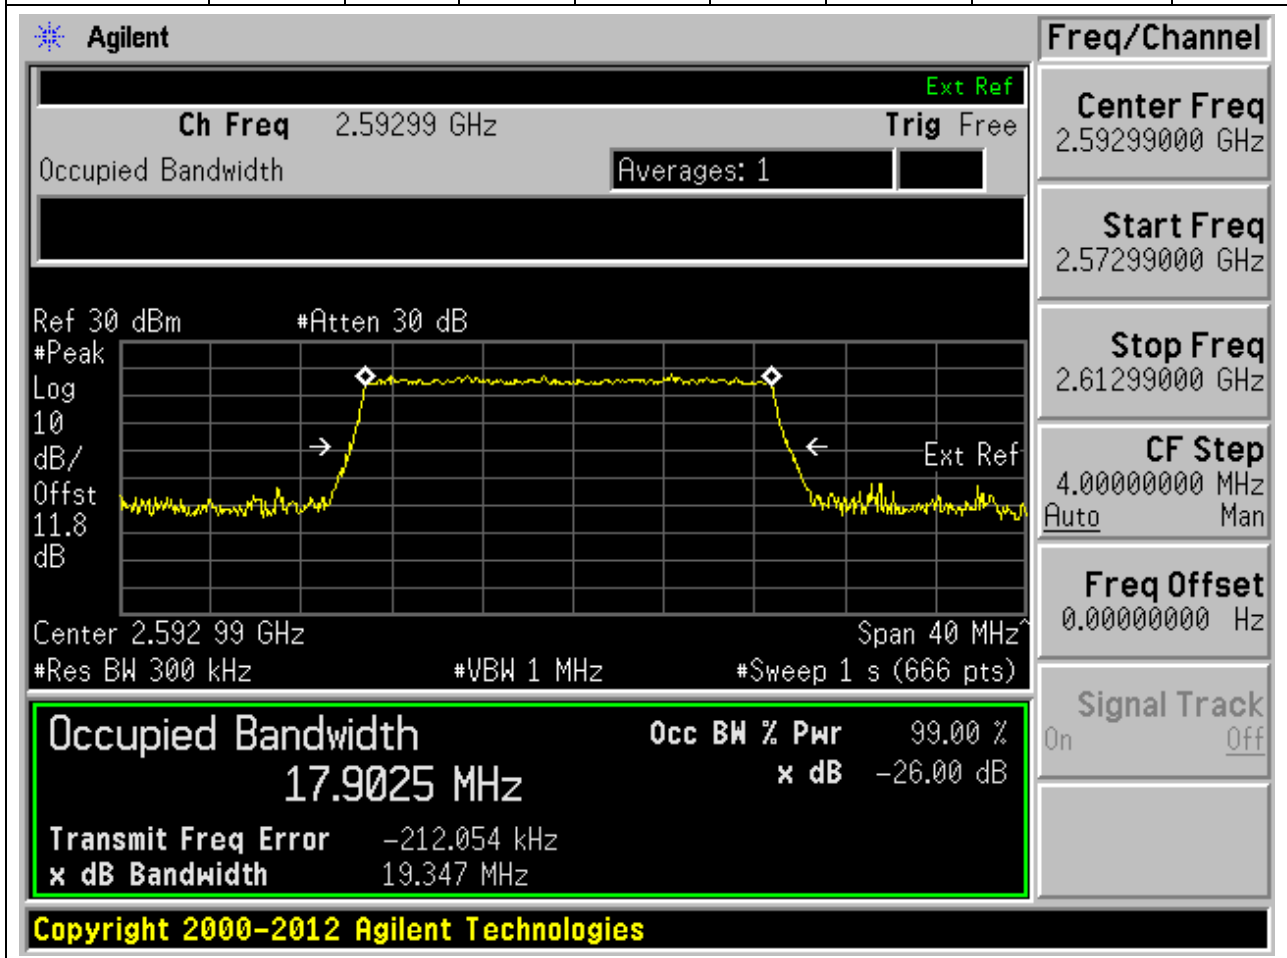 Agilent
Freq/Channel
Ext Ref
Ch Freq 2.59299 GHz Trig Free
Occupied Bandwidth Averages: 1
Center Freq
2.59299000 GHz
Start Freq
2.57299000 GHz
Stop Freq
2.61299000 GHz
CF Step
4.00000000 MHz
Auto Man
Freq Offset
0.00000000 Hz
Signal Track
On Off
Ref 30 dBm #Atten 30 dB
#Peak
Log
10
dB/
Offst
11.8
dB
Ext Ref
Center 2.592 99 GHz Span 40 MHz^
#Res BW 300 kHz #VBW 1 MHz #Sweep 1 s (666 pts)
Occupied Bandwidth Occ BW % Pwr 99.00 %
17.9025 MHz x dB -26.00 dB
Transmit Freq Error -212.054 kHz
x dB Bandwidth 19.347 MHz
Copyright 2000-2012 Agilent Technologies